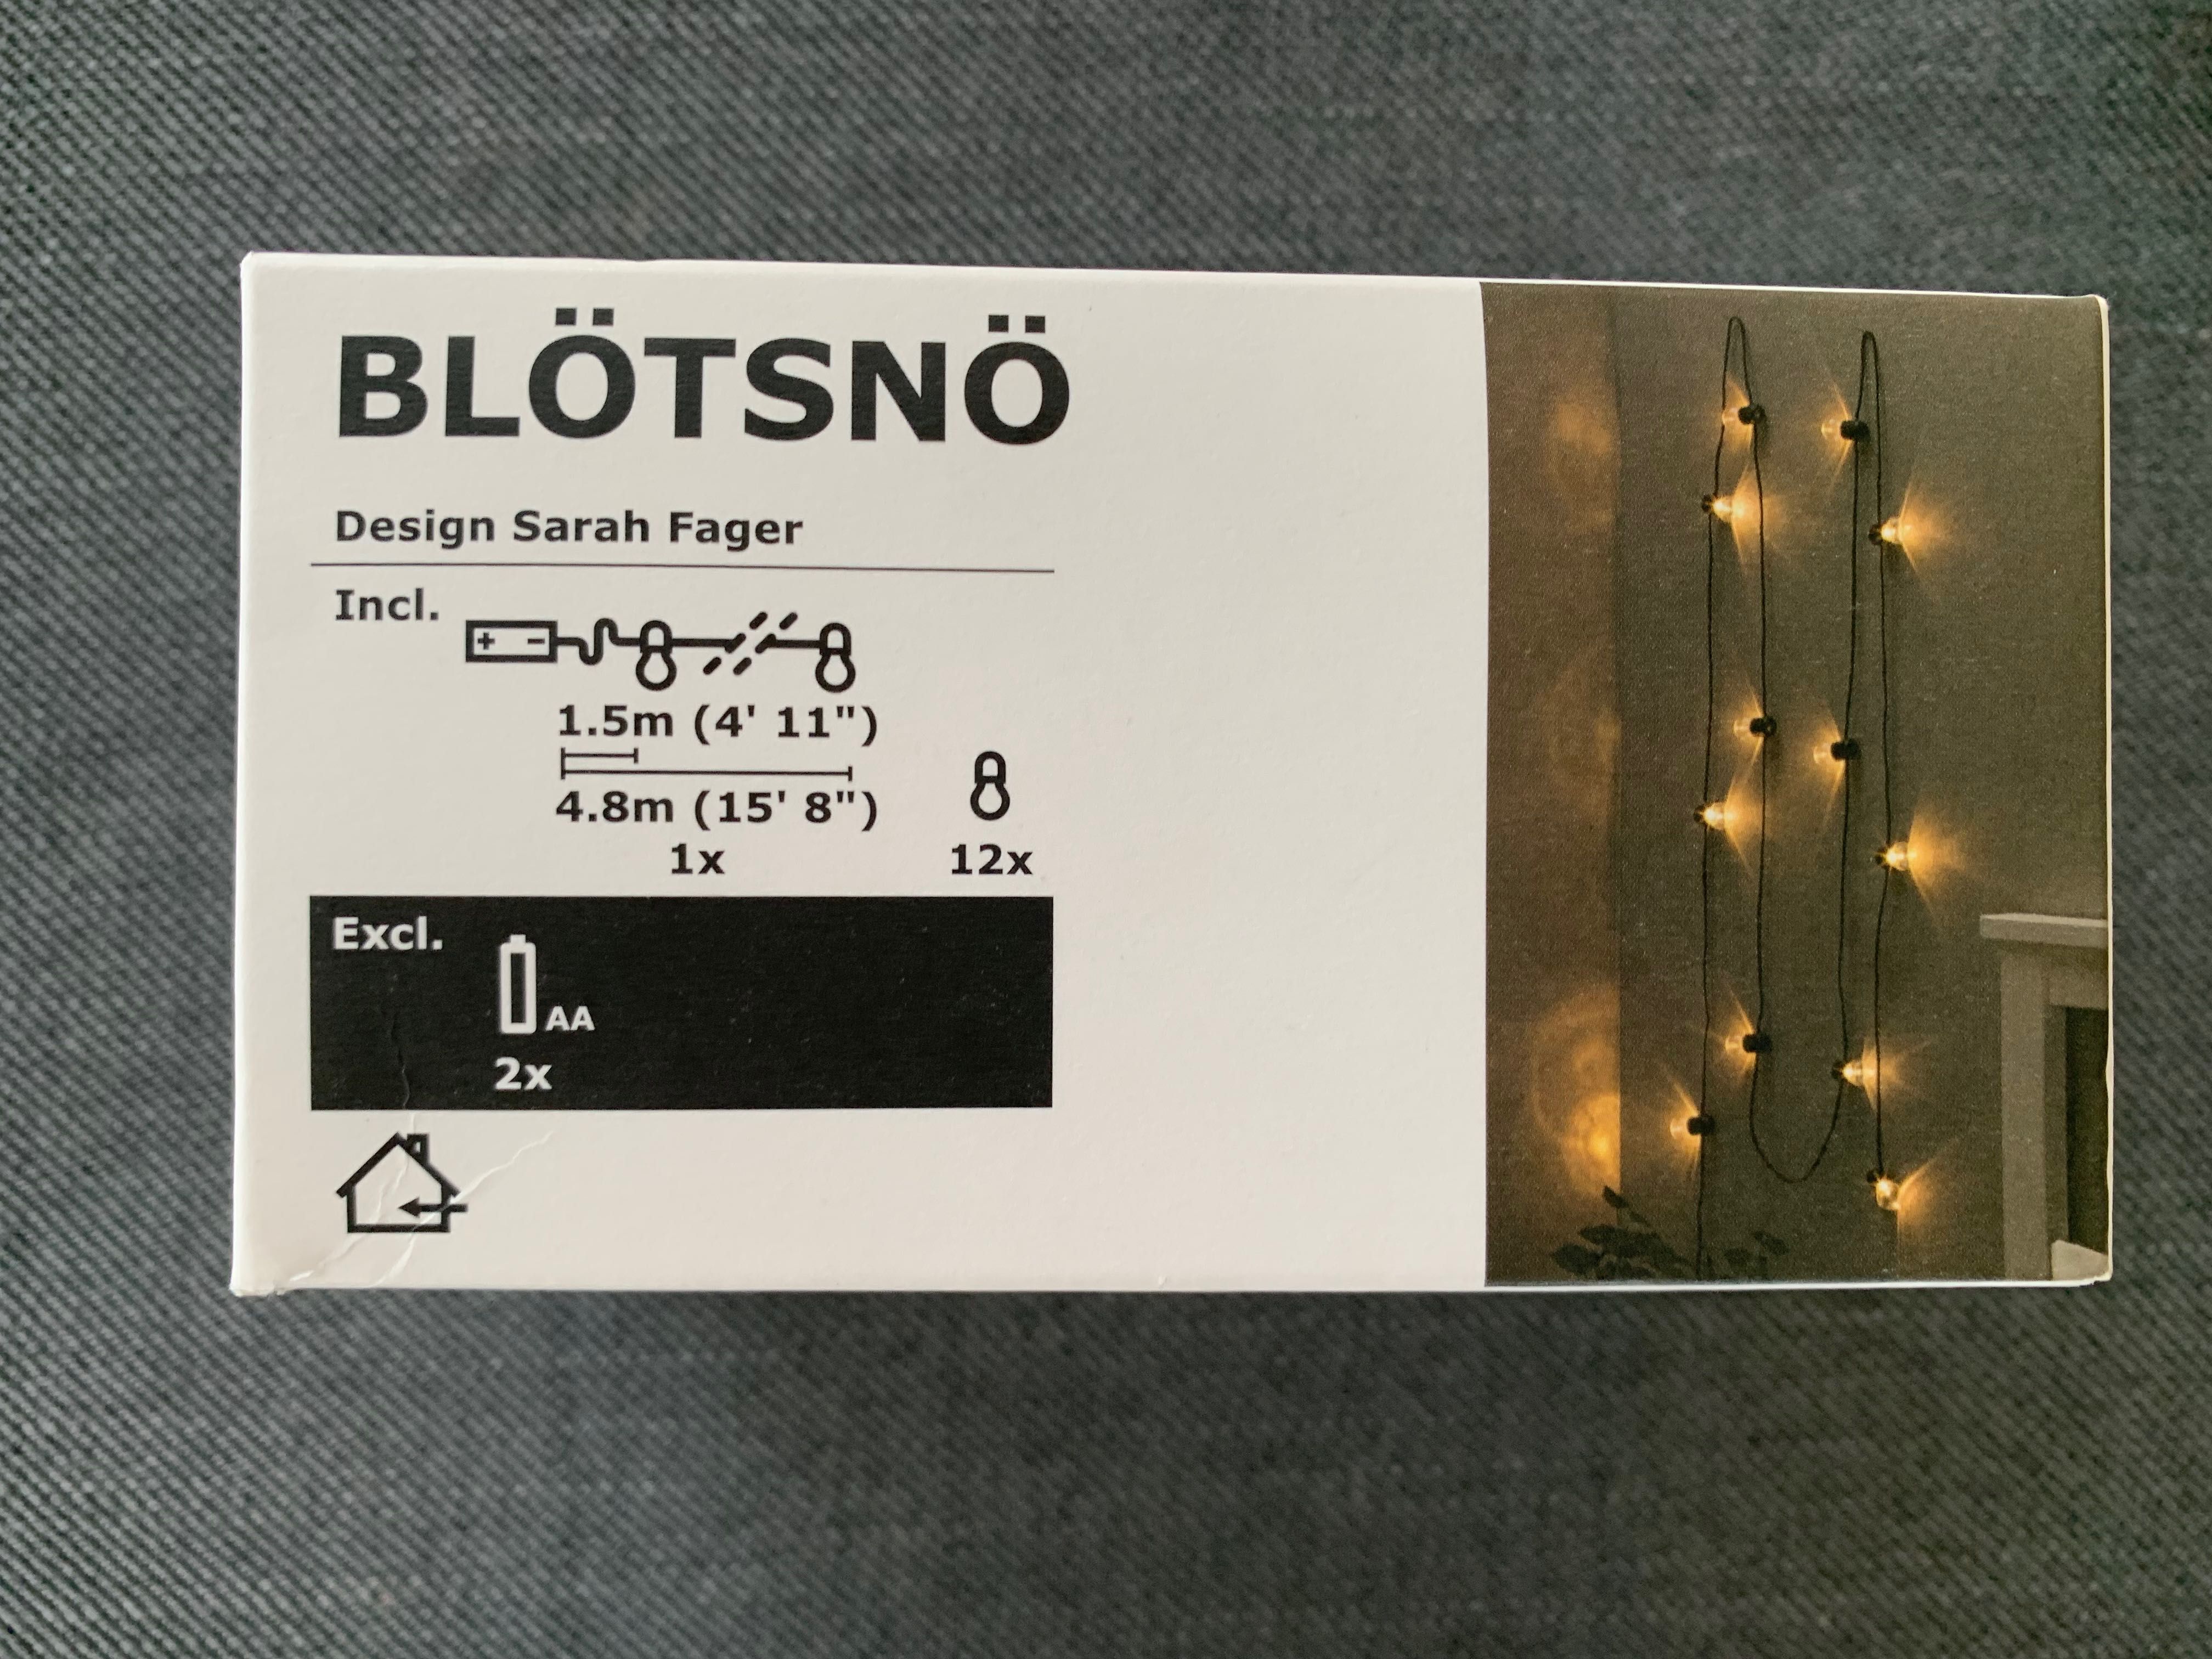 BLÖTSNÖ
Design Sarah Fager
Incl.
+ -
1.5m (4' 11")
4.8m (15' 8")
1x
12x
Excl.
AA
2x